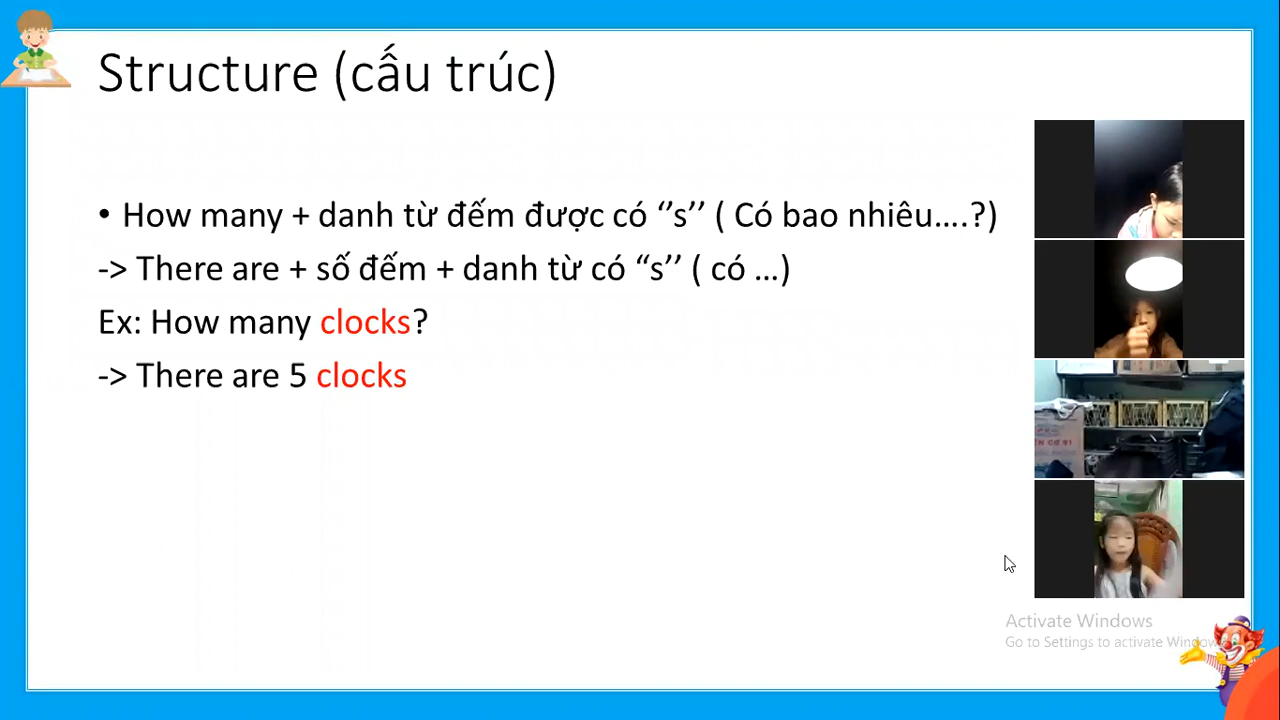 Structure (cấu trúc)
• How many + danh từ đếm được có ‘’s’’ ( Có bao nhiêu….?)
-> There are + số đếm + danh từ có “s’’ ( có …)
Ex: How many clocks?
-> There are 5 clocks
Activate Windows
Go to Settings to activate Windows